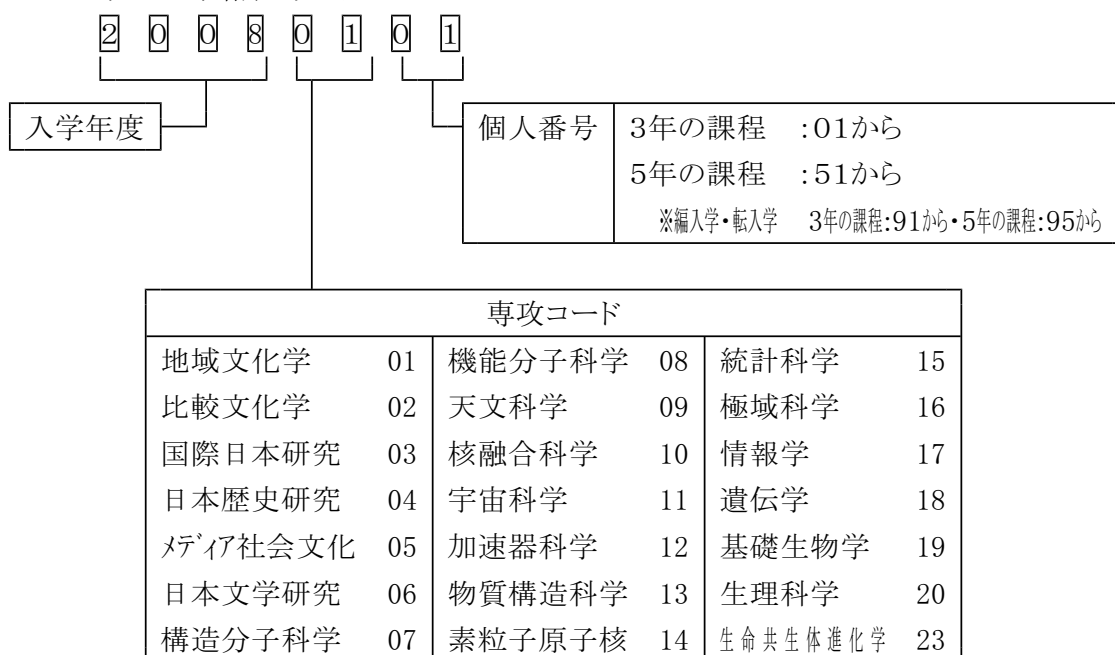 2 0 0 8 0 1 0 1
入学年度
個人番号 3年の課程 :01から
5年の課程 :51から
※編入学・転入学 3年の課程:91から・5年の課程:95から
専攻コード
地域文化学 01 機能分子科学 08 統計科学 15
比較文化学 02 天文科学 09 極域科学 16
国際日本研究 03 核融合科学 10 情報学 17
日本歴史研究 04 宇宙科学 11 遺伝学 18
メディア社会文化 05 加速器科学 12 基礎生物学 19
日本文学研究 06 物質構造科学 13 生理科学 20
構造分子科学 07 素粒子原子核 14 生命共生体進化学 23